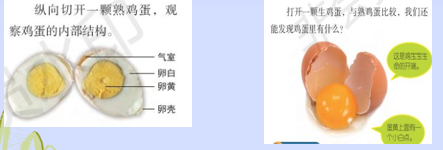 纵向切开一颗熟鸡蛋，观
察鸡蛋的内部结构。
气室
卵白
卵黄
卵壳
打开一颗生鸡蛋，与熟鸡蛋比较，我们还
能发现鸡蛋里有什么？
这是鸡宝宝生
命的开端。
蛋黄上面有一
个小白点。